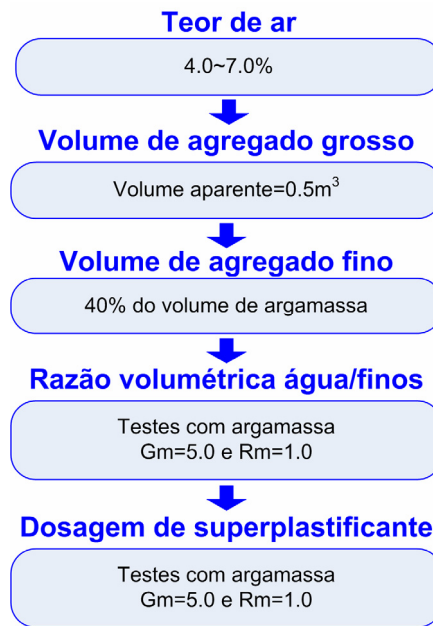 Teor de ar
4.0~7.0%
Volume de agregado grosso
Volume aparente=0.5m³
Volume de agregado fino
40% do volume de argamassa
Razão volumétrica água/finos
Testes com argamassa
Gm=5.0 e Rm=1.0
Dosagem de superplastificante
Testes com argamassa
Gm=5.0 e Rm=1.0